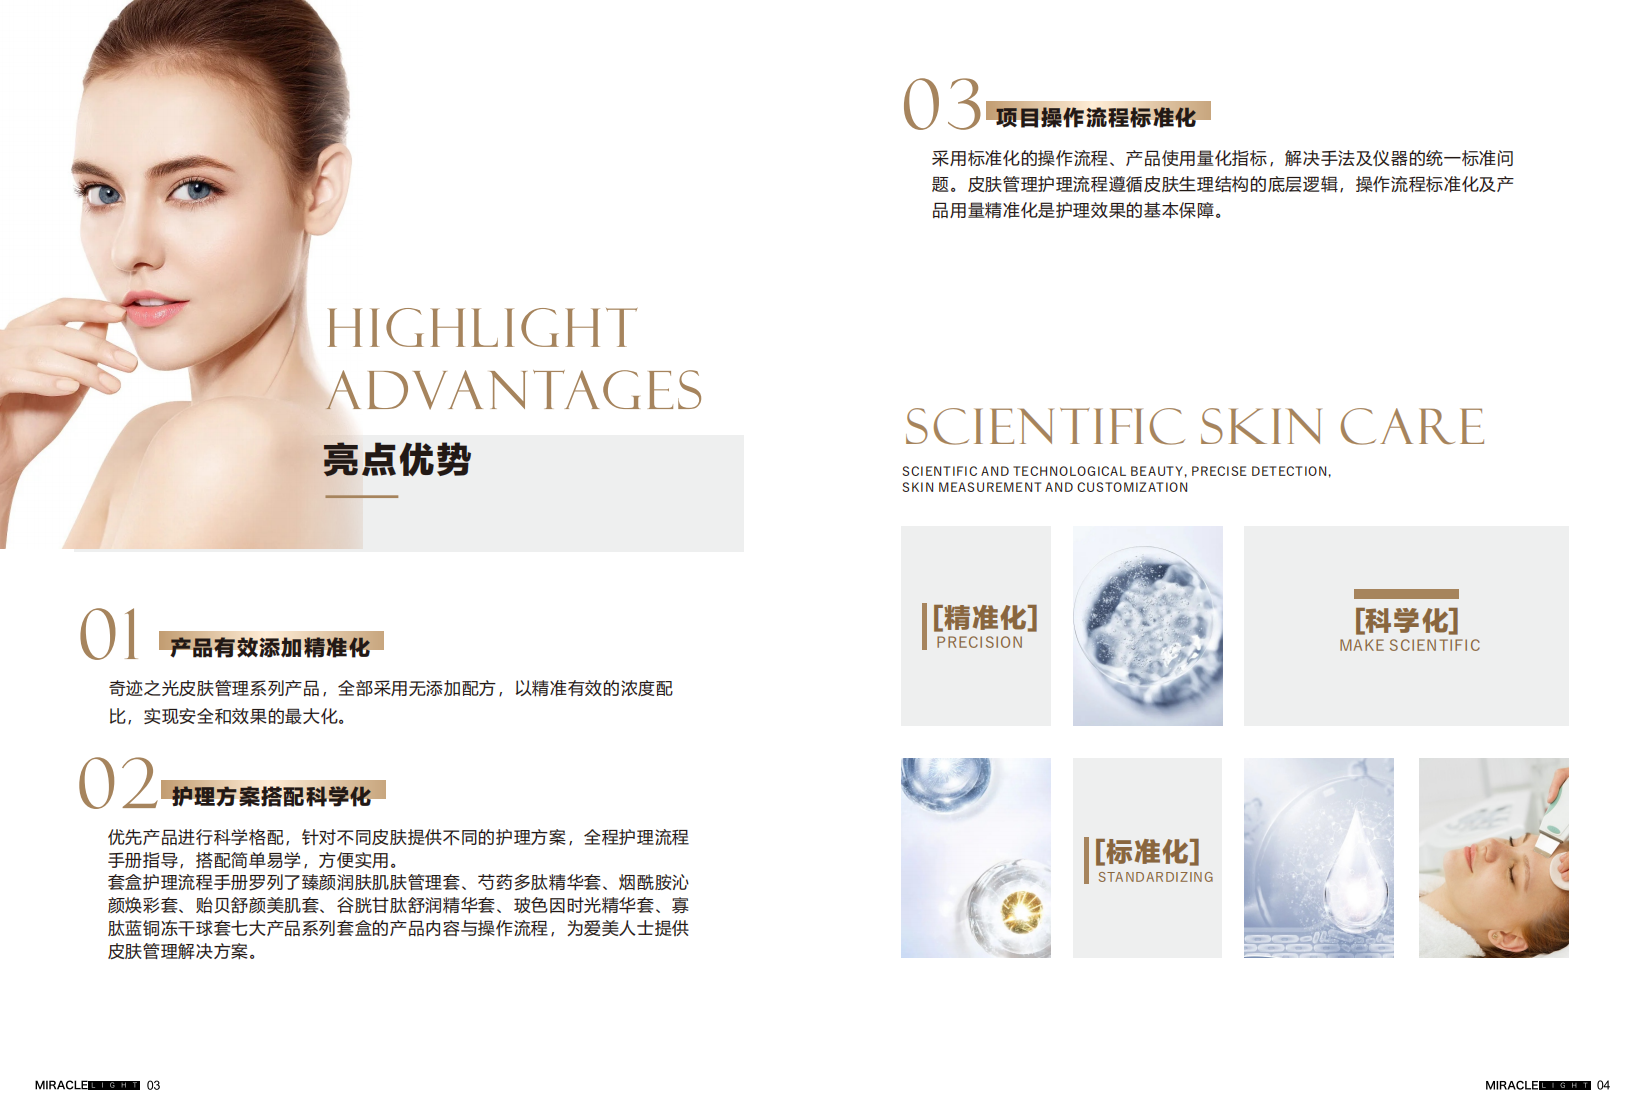 HIGHLIGHT
ADVANTAGES
亮点优势
01
产品有效添加精准化
奇迹之光皮肤管理系列产品，全部采用无添加配方，以精准有效的浓度配
比，实现安全和效果的最大化。
02
护理方案搭配科学化
优先产品进行科学格配，针对不同皮肤提供不同的护理方案，全程护理流程
手册指导，搭配简单易学，方便实用。
套盒护理流程手册罗列了臻颜润肤肌肤管理套、芍药多肽精华套、烟酰胺沁
颜焕彩套、贻贝舒颜美肌套、谷胱甘肽舒润精华套、玻色因时光精华套、寡
肽蓝铜冻干球套七大产品系列套盒的产品内容与操作流程，为爱美人士提供
皮肤管理解决方案。
MIRACLELIGHT 03
03
项目操作流程标准化
采用标准化的操作流程、产品使用量化指标，解决手法及仪器的统一标准问
题。皮肤管理护理流程遵循皮肤生理结构的底层逻辑，操作流程标准化及产
品用量精准化是护理效果的基本保障。
SCIENTIFIC SKIN CARE
SCIENTIFIC AND TECHNOLOGICAL BEAUTY, PRECISE DETECTION,
SKIN MEASUREMENT AND CUSTOMIZATION
[精准化]
PRECISION
[科学化]
MAKE SCIENTIFIC
[标准化]
STANDARDIZING
MIRACLELIGHT 04